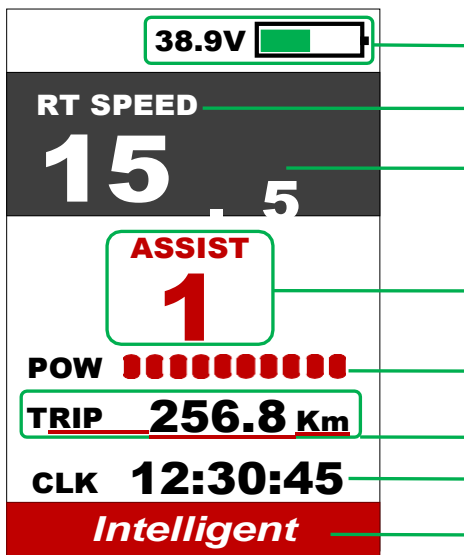 38.9V
RT SPEED
15.5
ASSIST
1
POW
TRIP 256.8 Km
CLK 12:30:45
Intelligent